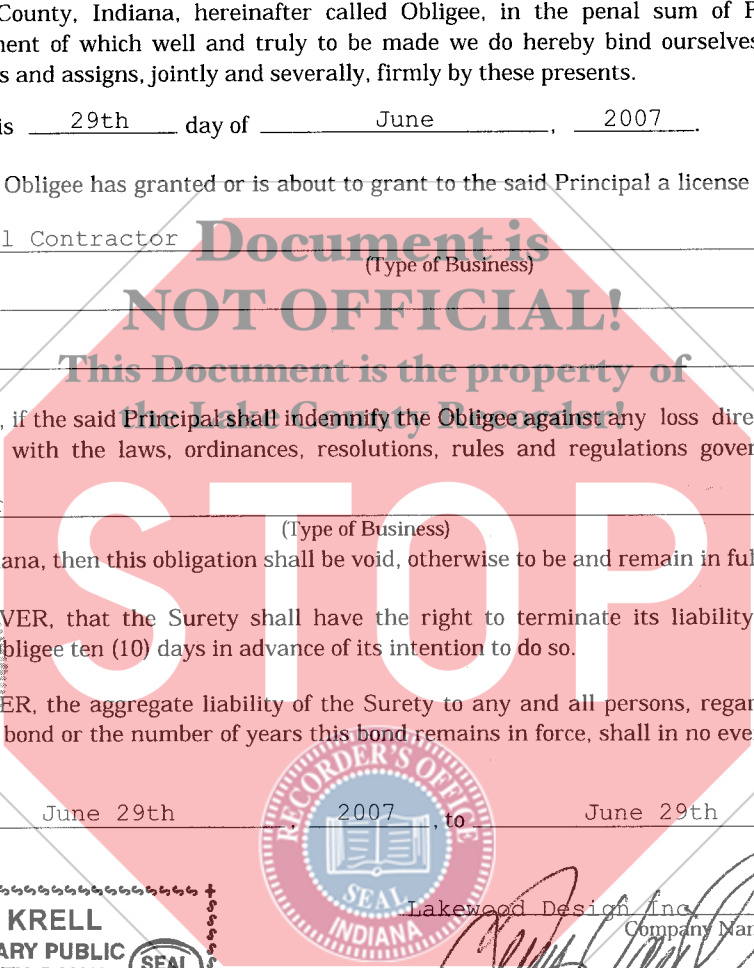 County, Indiana, hereinafter called Obligee, in the penal sum of
ment of which well and truly to be made we do hereby bind ourselves
s and assigns, jointly and severally, firmly by these presents.
is 29th day of June, 2007.
Obligee has granted or is about to grant to the said Principal a license
l Contractor
Document is
(Type of Business)
NOT OFFICIAL!
This Document is the property of
the Lake County Recorder!
, if the said Principal shall indemnify the Obligee against any loss dire
with the laws, ordinances, resolutions, rules and regulations gover
STOP
(Type of Business)
iana, then this obligation shall be void, otherwise to be and remain in ful
VER, that the Surety shall have the right to terminate its liability
bligee ten (10) days in advance of its intention to do so.
ER, the aggregate liability of the Surety to any and all persons, regar
bond or the number of years this bond remains in force, shall in no eve
June 29th, 2007, to June 29th
RECORDER'S OFFICE
SEAL
INDIANA
Lakewood Design Inc
Company Nam
KRELL
ARY PUBLIC
SEAL